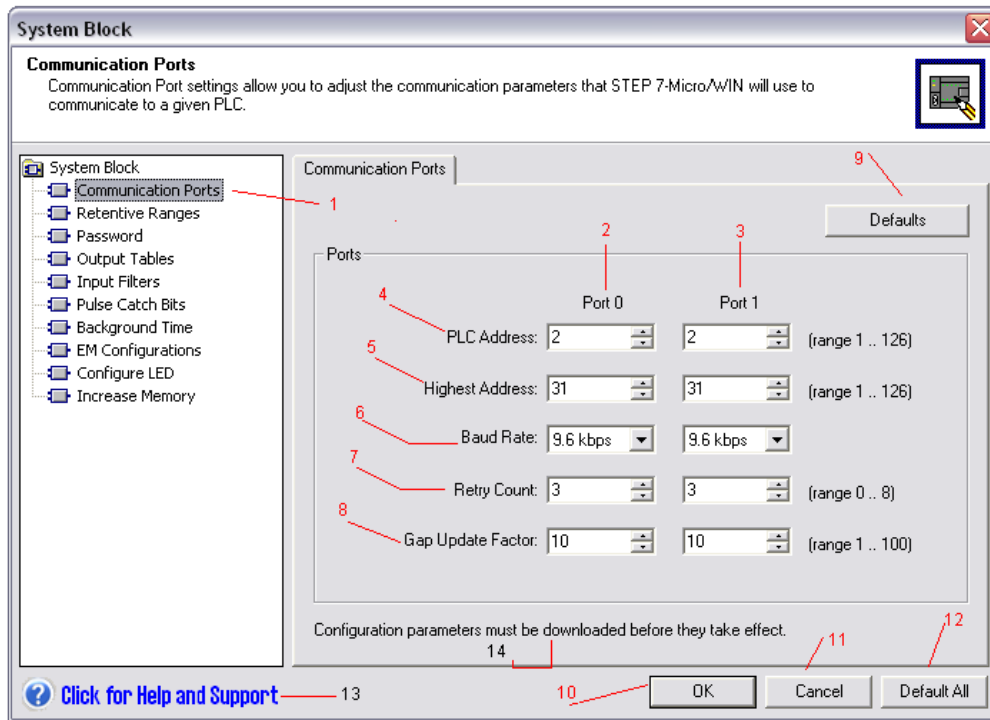 System Block
Communication Ports
Communication Port settings allow you to adjust the communication parameters that STEP 7-Micro/WIN will use to
communicate to a given PLC.
System Block
Communication Ports
Retentive Ranges
Password
Output Tables
Input Filters
Pulse Catch Bits
Background Time
EM Configurations
Configure LED
Increase Memory
1
Communication Ports
9
Defaults
2 3
Ports
Port 0 Port 1
4
PLC Address: 2 2 (range 1 .. 126)
5
Highest Address: 31 31 (range 1 .. 126)
6
Baud Rate: 9.6 kbps 9.6 kbps
7
Retry Count: 3 3 (range 0 .. 8)
8
Gap Update Factor: 10 10 (range 1 .. 100)
Configuration parameters must be downloaded before they take effect.
14
11 12
Click for Help and Support 13
10 OK Cancel Default All